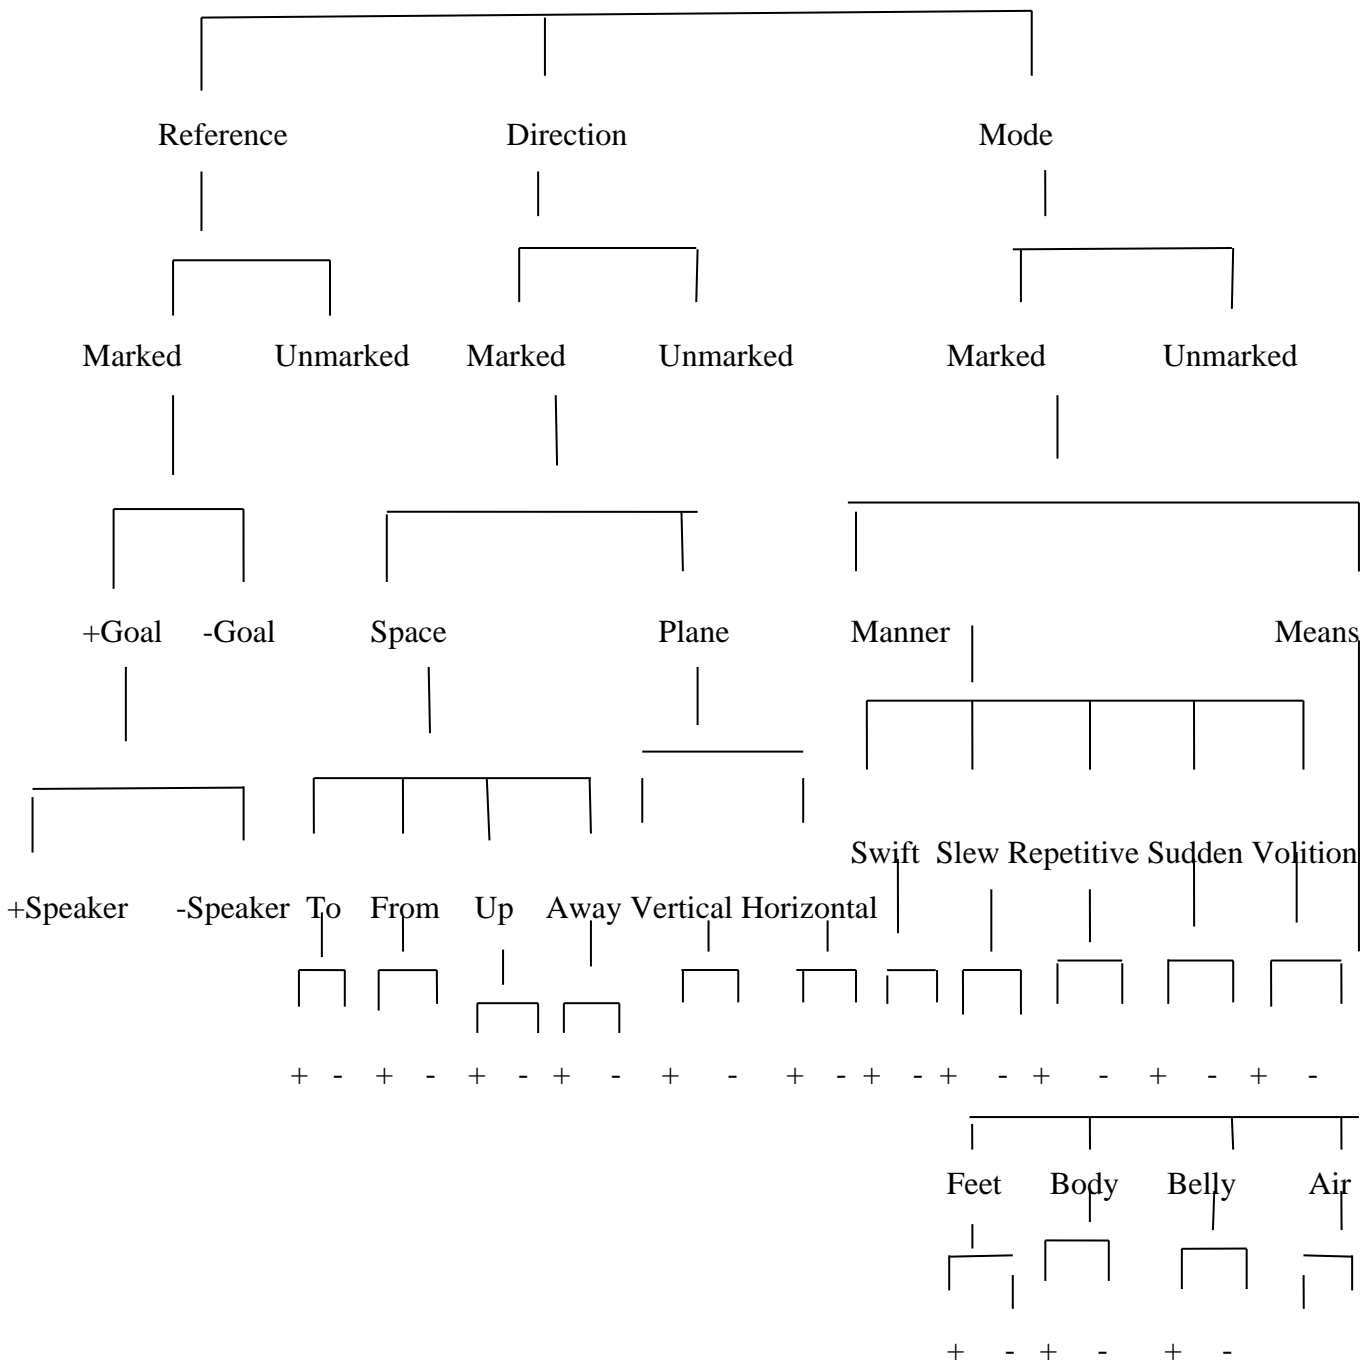 Reference Direction Mode
Marked Unmarked Marked Unmarked Marked Unmarked
+Goal -Goal Space Plane Manner Means
Swift Slew Repetitive Sudden Volition
+Speaker -Speaker To From Up Away Vertical Horizontal
+ - + - + - + - + - + - + - + - + - + - + -
Feet Body Belly Air
+ - + - + -